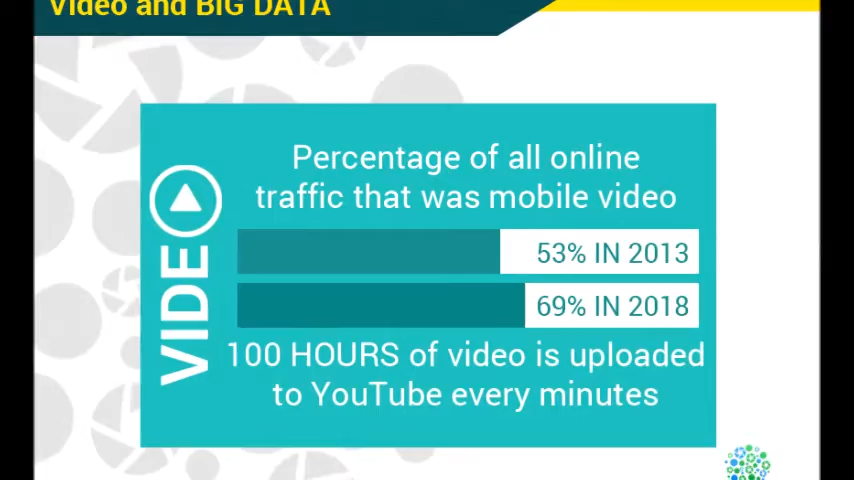 Video and BIG DATA
VIDEO
Percentage of all online
traffic that was mobile video
53% IN 2013
69% IN 2018
100 HOURS of video is uploaded
to YouTube every minutes